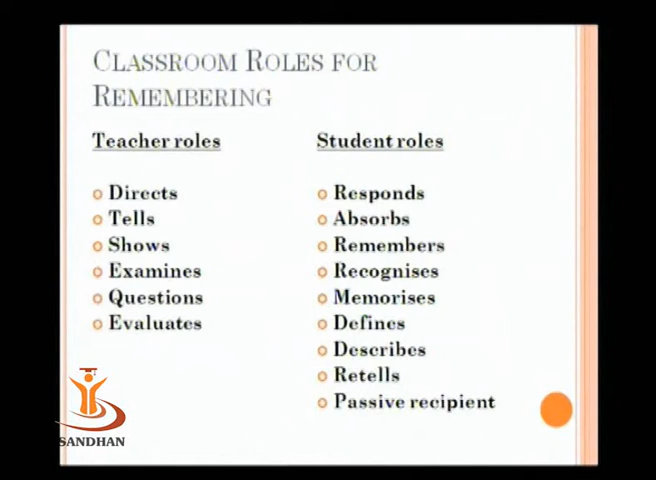 CLASSROOM ROLES FOR
REMEMBERING
Teacher roles
Directs
Tells
Shows
Examines
Questions
Evaluates
Student roles
Responds
Absorbs
Remembers
Recognises
Memorises
Defines
Describes
Retells
Passive recipient
SANDHAN